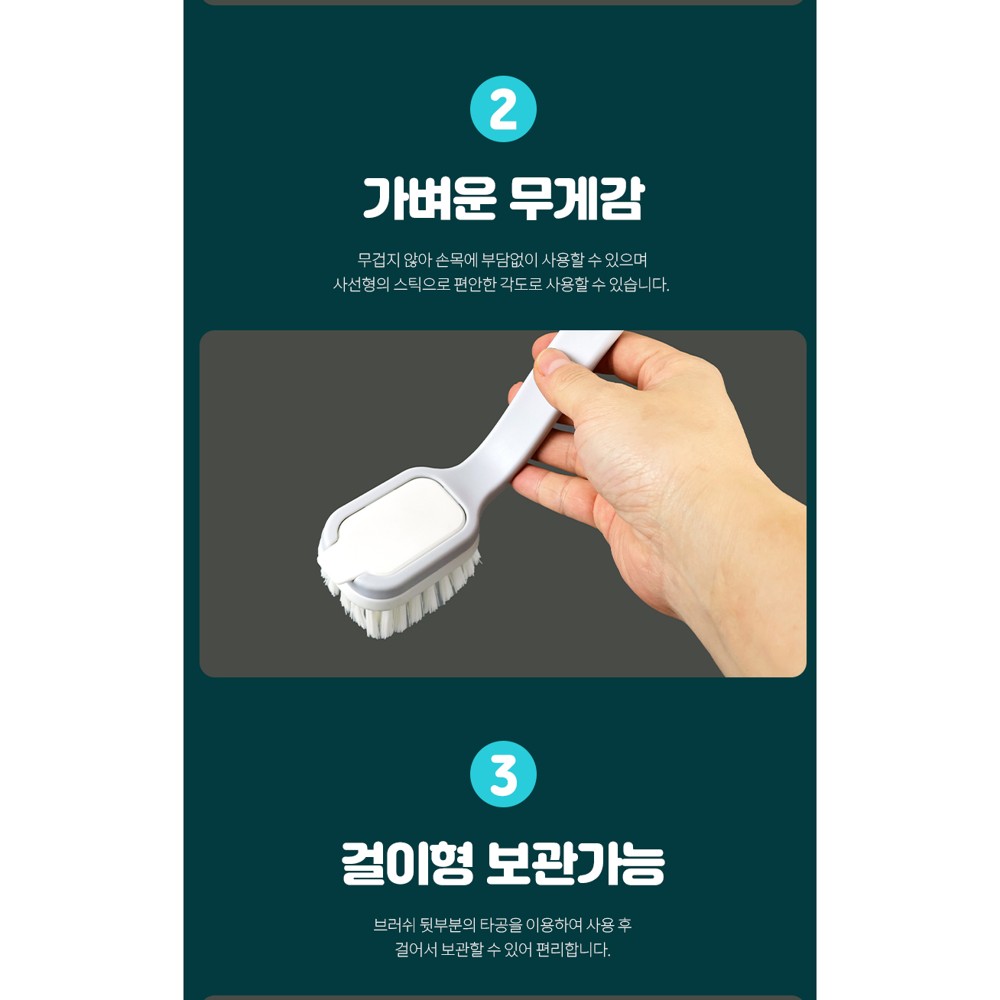 2
가벼운 무게감
무겁지 않아 손목에 부담없이 사용할 수 있으며
사선형의 스틱으로 편안한 각도로 사용할 수 있습니다.
3
걸이형 보관가능
브러쉬 뒷부분의 타공을 이용하여 사용 후
걸어서 보관할 수 있어 편리합니다.